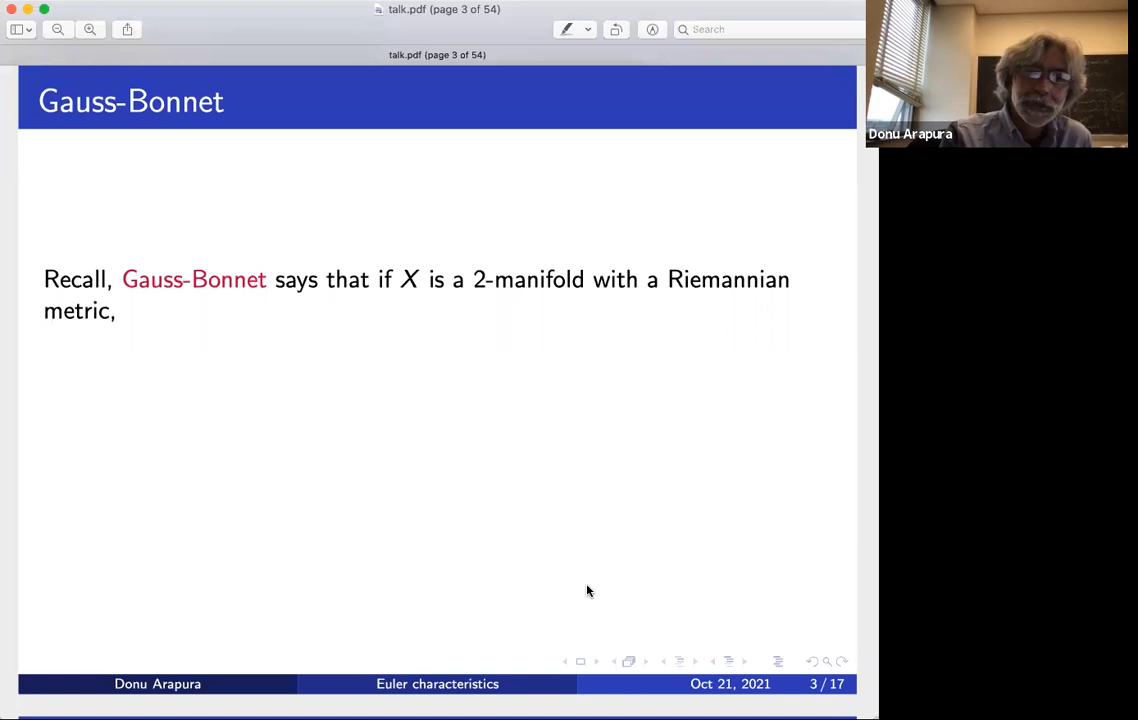 talk.pdf (page 3 of 54)
Search
talk.pdf (page 3 of 54)
Gauss-Bonnet
Donu Arapura
Recall, Gauss-Bonnet says that if X is a 2-manifold with a Riemannian
metric,
Donu Arapura Euler characteristics Oct 21, 2021 3 / 17